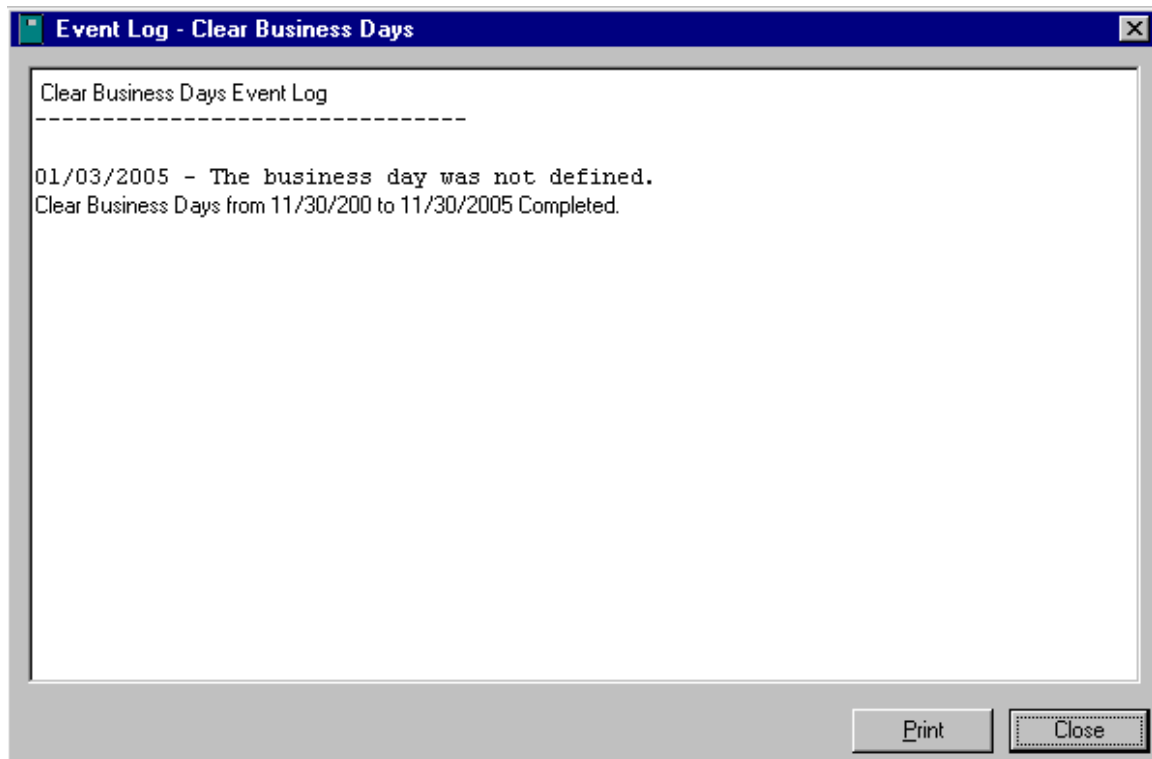 Event Log - Clear Business Days
Clear Business Days Event Log
--------------------------------
01/03/2005 - The business day was not defined.
Clear Business Days from 11/30/200 to 11/30/2005 Completed.
Print
Close